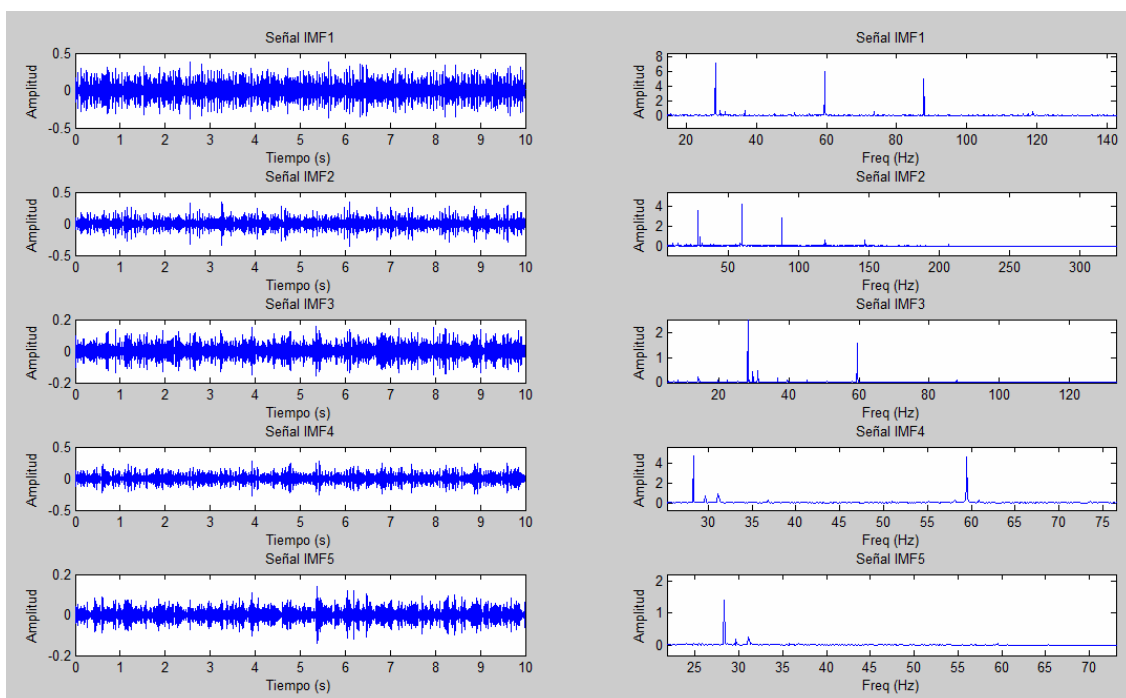 Señal IMF1
Amplitud
0.5
0
-0.5
0 1 2 3 4 5 6 7 8 9 10
Tiempo (s)
Señal IMF1
Amplitud
8
6
4
2
0
20 40 60 80 100 120 140
Freq (Hz)
Señal IMF2
Amplitud
0.5
0
-0.5
0 1 2 3 4 5 6 7 8 9 10
Tiempo (s)
Señal IMF2
Amplitud
4
2
0
50 100 150 200 250 300
Freq (Hz)
Señal IMF3
Amplitud
0.2
0
-0.2
0 1 2 3 4 5 6 7 8 9 10
Tiempo (s)
Señal IMF3
Amplitud
2
1
0
20 40 60 80 100 120
Freq (Hz)
Señal IMF4
Amplitud
0.5
0
-0.5
0 1 2 3 4 5 6 7 8 9 10
Tiempo (s)
Señal IMF4
Amplitud
4
2
0
30 35 40 45 50 55 60 65 70 75
Freq (Hz)
Señal IMF5
Amplitud
0.2
0
-0.2
0 1 2 3 4 5 6 7 8 9 10
Tiempo (s)
Señal IMF5
Amplitud
2
1
0
25 30 35 40 45 50 55 60 65 70
Freq (Hz)